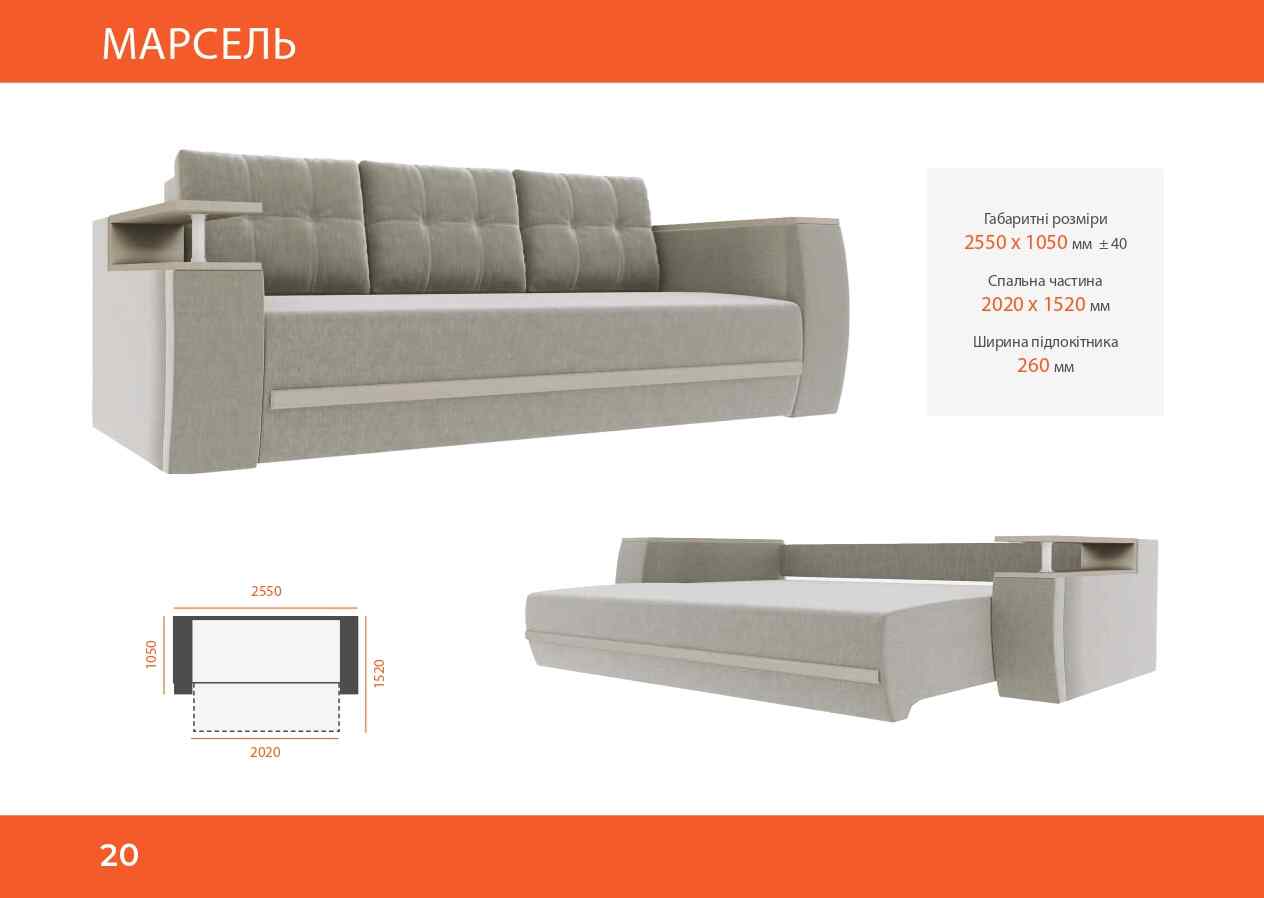 МАРСЕЛЬ
Габаритні розміри
2550 x 1050 мм ±40
Спальна частина
2020 x 1520 мм
Ширина підлокітника
260 мм
2550
1050
1520
2020
20